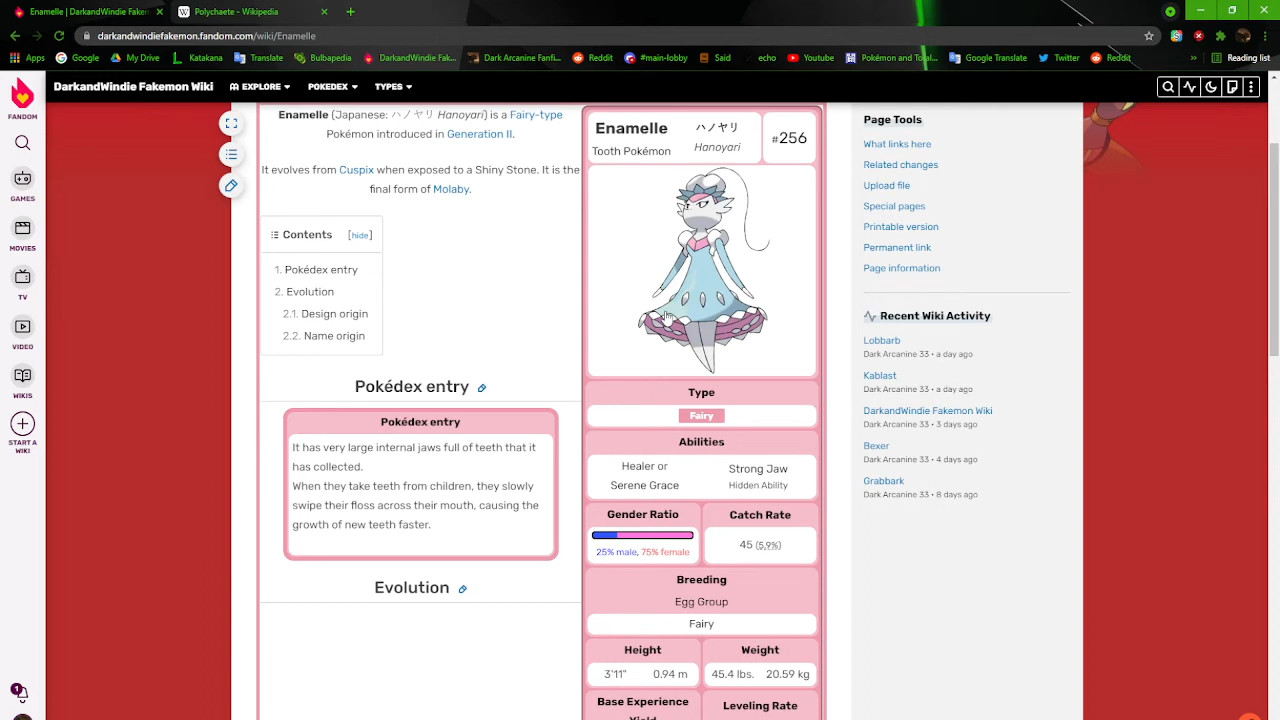 Enamelle | DarkandWindie Faken
Polychaete - Wikipedia
darkandwindiefakemon.fandom.com/wiki/Enamelle
Apps
Google
My Drive
Translate
Bulbapedia
DarkandWindie Fak...
Katakana
Dark Arcanine Fanfi...
Reddit
#main-lobby
Said
echo
YouTube
Pokémon and Total...
Google Translate
Twitter
Reddit
»
Reading list
FANDOM
DarkandWindie Fakemon Wiki
EXPLORE
POKEDEX
TYPES
GAMES
MOVIES
TV
VIDEO
WIKIS
START A
WIKI
1
Enamelle (Japanese: ハノヤリ Hanoyari) is a Fairy-type
Pokémon introduced in Generation II.
It evolves from Cuspix when exposed to a Shiny Stone. It is the
final form of Molaby.
Contents [hide]
1. Pokédex entry
2. Evolution
2.1. Design origin
2.2. Name origin
Pokédex entry
Pokédex entry
It has very large internal jaws full of teeth that it
has collected.
When they take teeth from children, they slowly
swipe their floss across their mouth, causing the
growth of new teeth faster.
Evolution
Enamelle
Tooth Pokémon
ハノヤリ
Hanoyari
#256
Type
Fairy
Abilities
Healer or
Serene Grace
Strong Jaw
Hidden Ability
Gender Ratio
25% male, 75% female
Catch Rate
45 (5.9%)
Breeding
Egg Group
Fairy
Height
3'11" 0.94 m
Weight
45.4 lbs. 20.59 kg
Base Experience
Yield
Leveling Rate
Page Tools
What links here
Related changes
Upload file
Special pages
Printable version
Permanent link
Page information
Recent Wiki Activity
Lobbarb
Dark Arcanine 33 • a day ago
Kablast
Dark Arcanine 33 • a day ago
DarkandWindie Fakemon Wiki
Dark Arcanine 33 • 3 days ago
Bexer
Dark Arcanine 33 • 4 days ago
Grabbark
Dark Arcanine 33 • 8 days ago